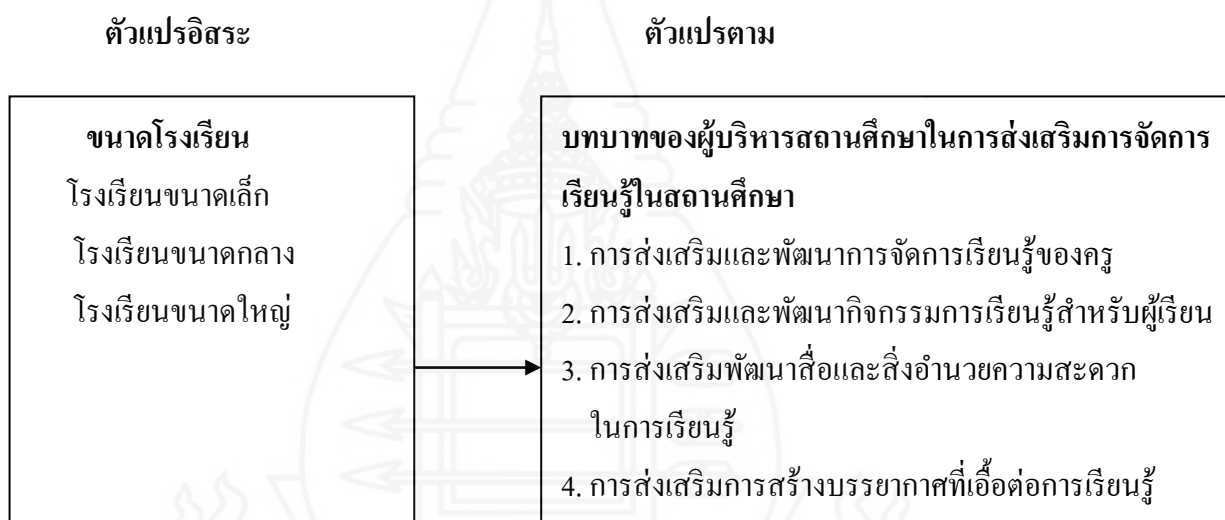 ตัวแปรอิสระ
ตัวแปรตาม
ขนาดโรงเรียน
โรงเรียนขนาดเล็ก
โรงเรียนขนาดกลาง
โรงเรียนขนาดใหญ่
บทบาทของผู้บริหารสถานศึกษาในการส่งเสริมการจัดการ
เรียนรู้ในสถานศึกษา
1. การส่งเสริมและพัฒนาการจัดการเรียนรู้ของครู
2. การส่งเสริมและพัฒนากิจกรรมการเรียนรู้สำหรับผู้เรียน
3. การส่งเสริมพัฒนาสื่อและสิ่งอำนวยความสะดวก
ในการเรียนรู้
4. การส่งเสริมการสร้างบรรยากาศที่เอื้อต่อการเรียนรู้